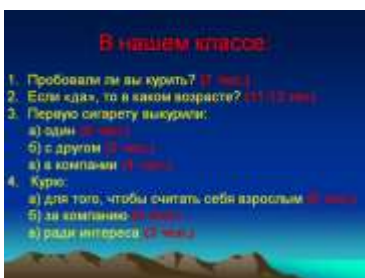 В нашем классе:
1. Пробовали ли вы курить?
2. Если «да», то в каком возрасте?
3. Первую сигарету выкурили:
а) один
б) с другом
в) в компании
4. Курю:
а) для того, чтобы считать себя взрослым
б) за компанию
в) ради интереса